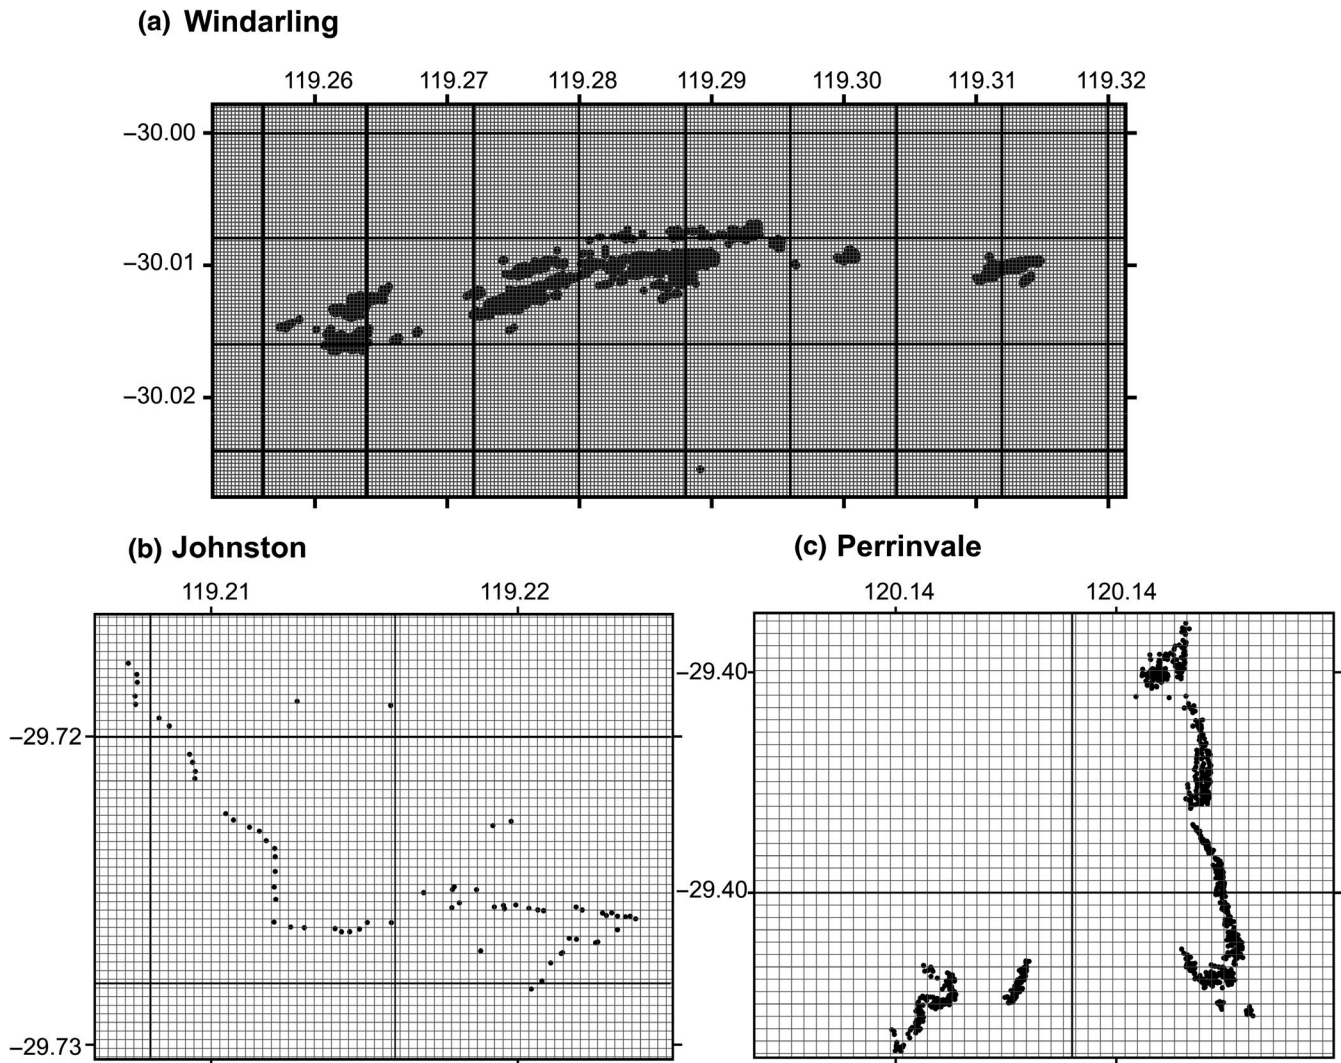 (a) Windarling
119.26 119.27 119.28 119.29 119.30 119.31 119.32
–30.00
–30.01
–30.02
(b) Johnston
119.21 119.22
–29.72
–29.73
(c) Perrinvale
120.14 120.14
–29.40
–29.40